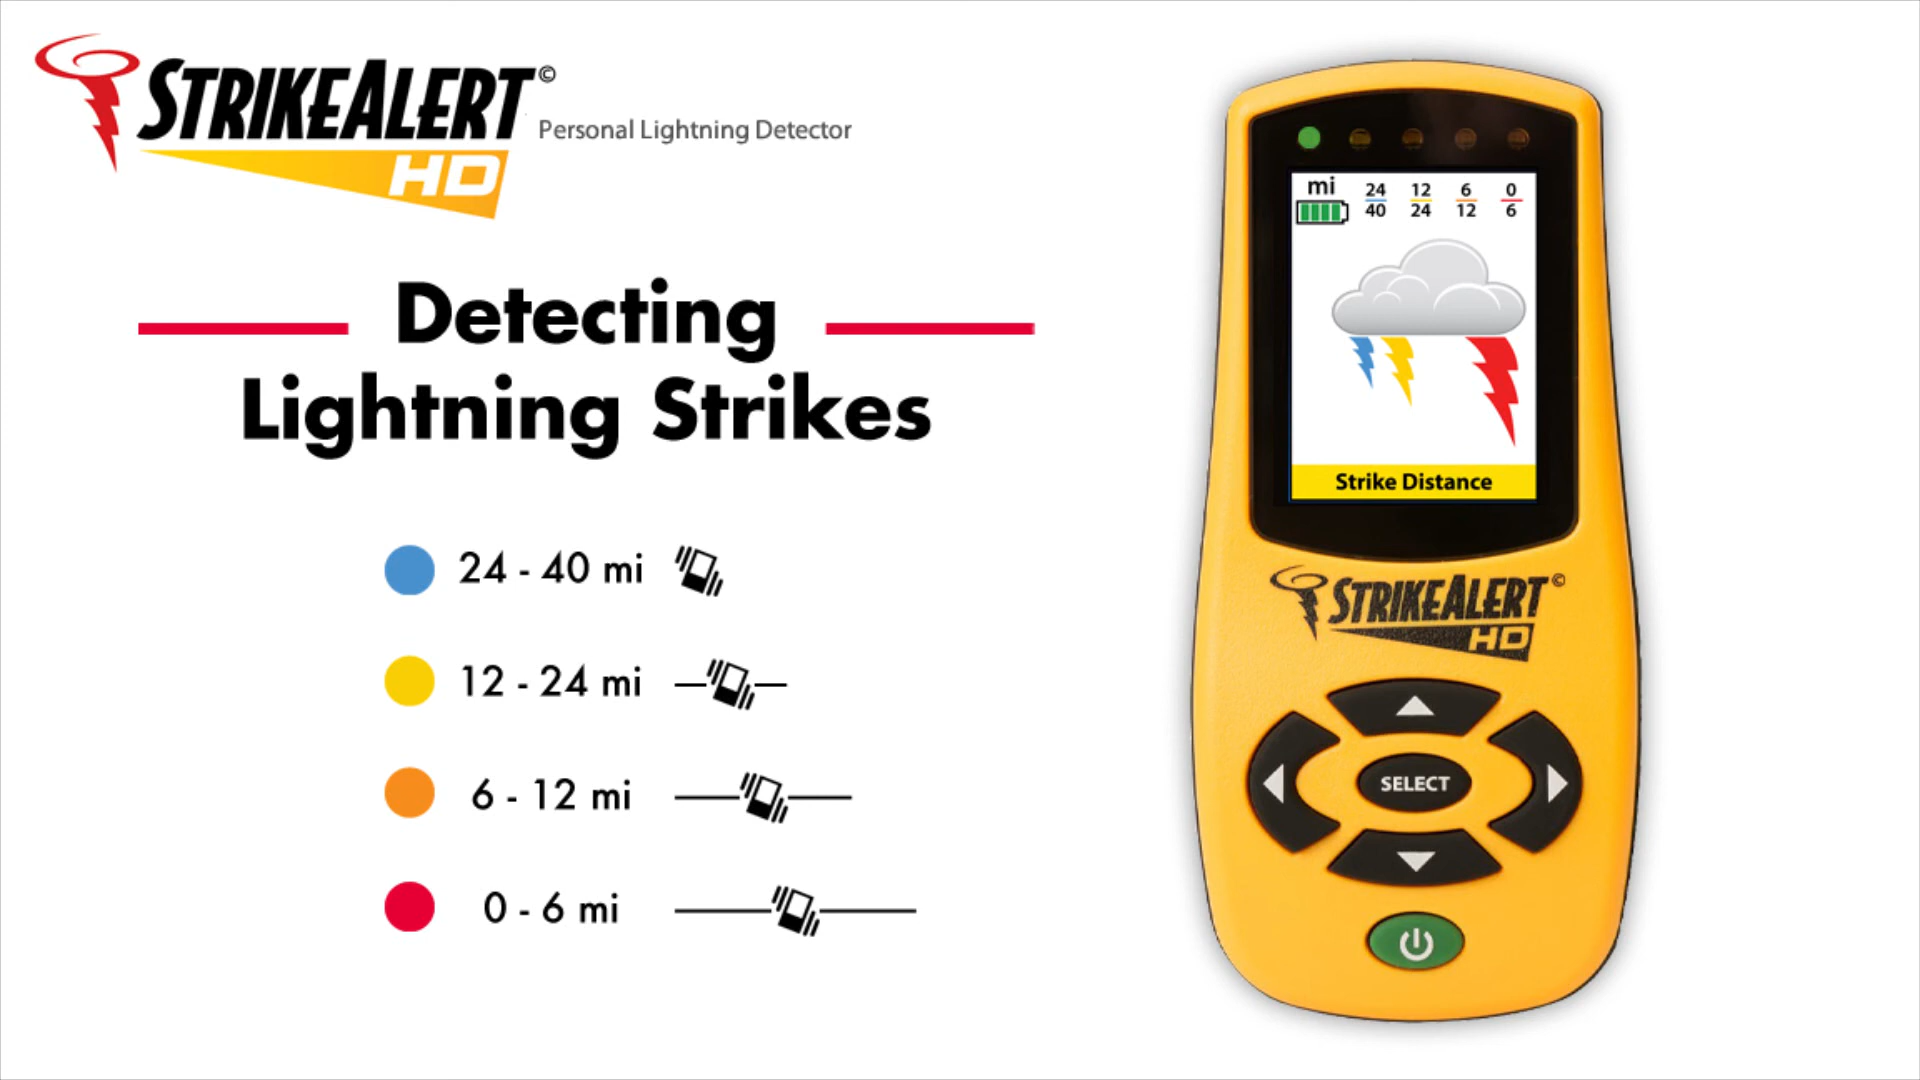 STRIKEALERT©
HD
Personal Lightning Detector
Detecting
Lightning Strikes
24 - 40 mi
12 - 24 mi
6 - 12 mi
0 - 6 mi
mi 24 12 6 0
40 24 12 6
Strike Distance
STRIKEALERT©
HD
SELECT